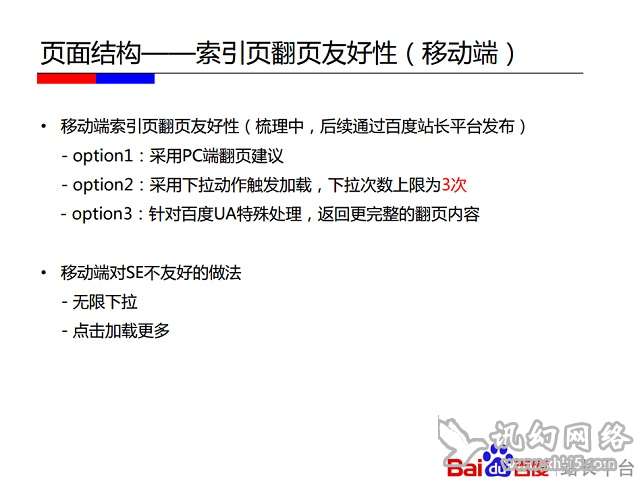 页面结构——索引页翻页友好性（移动端）
• 移动端索引页翻页友好性（梳理中，后续通过百度站长平台发布）
- option1：采用PC端翻页建议
- option2：采用下拉动作触发加载，下拉次数上限为3次
- option3：针对百度UA特殊处理，返回更完整的翻页内容
• 移动端对SE不友好的做法
- 无限下拉
- 点击加载更多
讯幻网络
Bai du 百度 站长平台